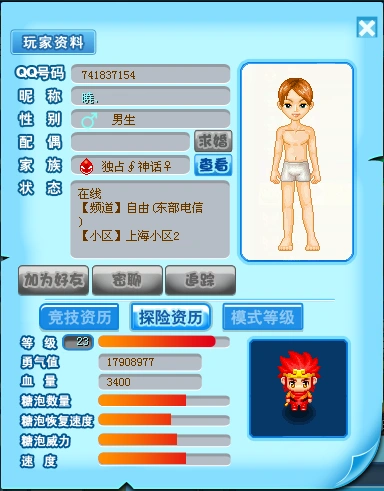 玩家资料
QQ号码 741837154
昵称 曉.
性别 男生
配偶 求婚
家族 独占∮神话♀ 查看
状态 在线
【频道】自由(东部电信
)
【小区】上海小区2
加为好友 密聊 追踪
竞技资历 探险资历 模式等级
等级 23
勇气值 17908977
血量 3400
糖泡数量
糖泡恢复速度
糖泡威力
速度